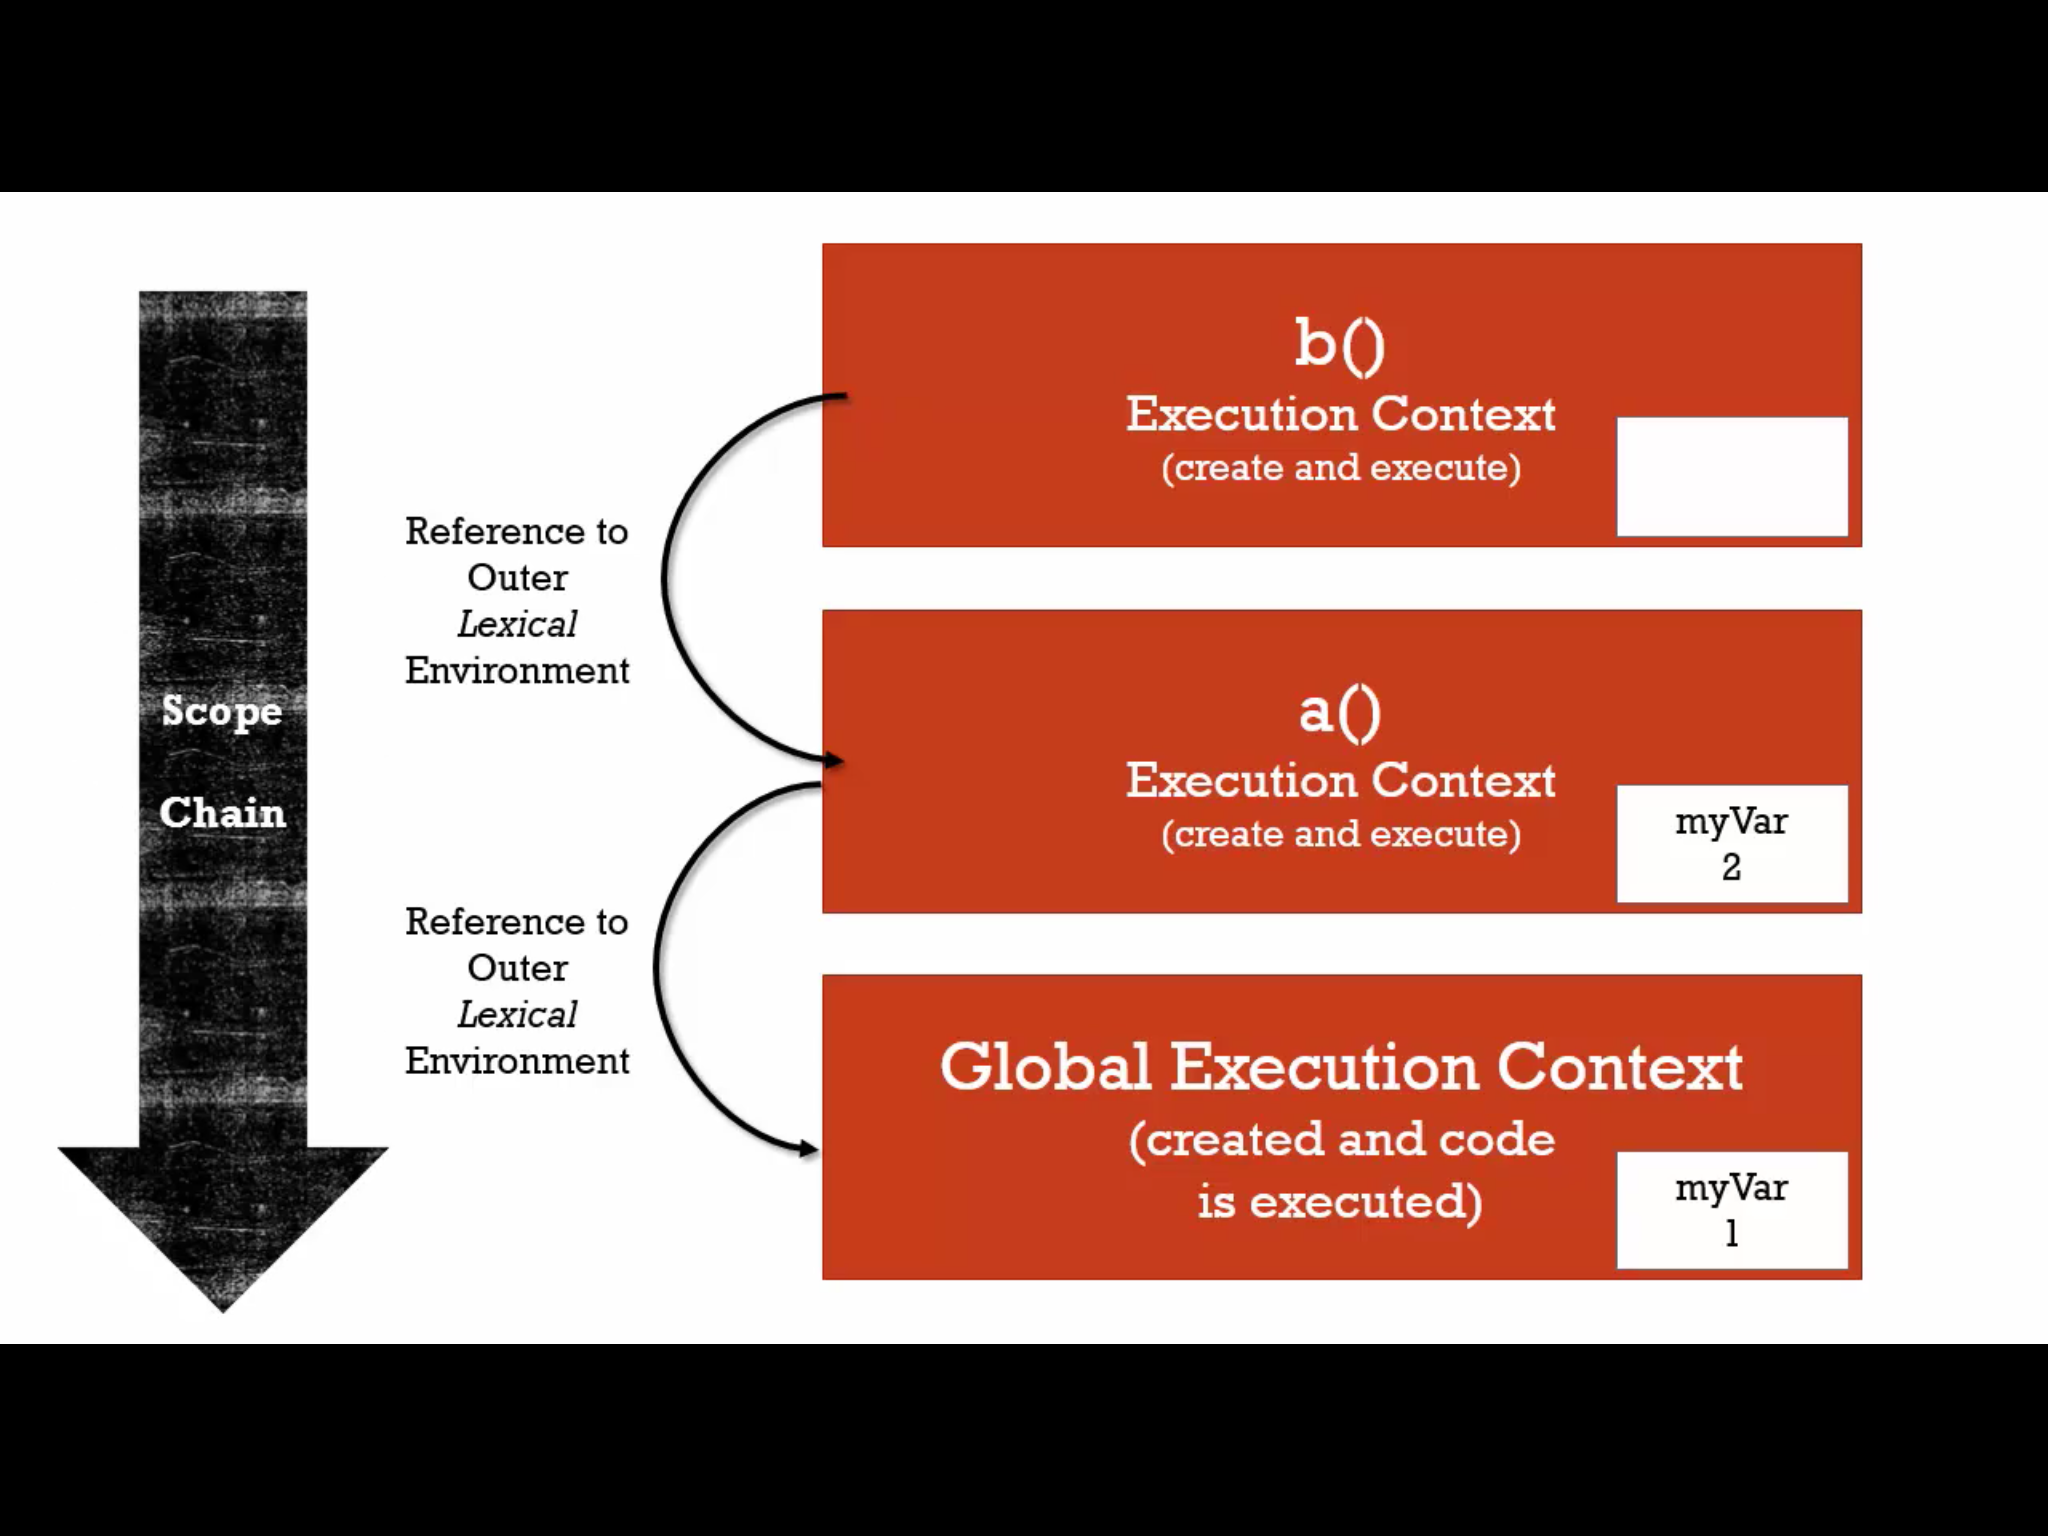 Scope
Chain
Reference to
Outer
Lexical
Environment
Reference to
Outer
Lexical
Environment
b()
Execution Context
(create and execute)
a()
Execution Context
(create and execute)
myVar
2
Global Execution Context
(created and code
is executed)
myVar
1